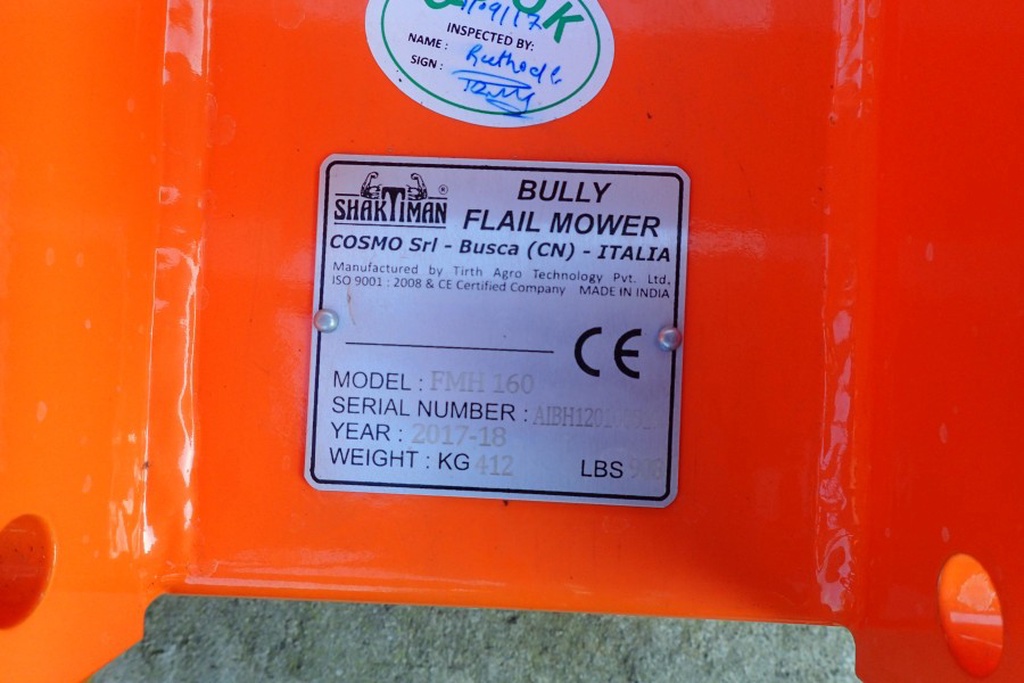 OK
INSPECTED BY:
NAME :
SIGN :
SHAKTIMAN ®
BULLY
FLAIL MOWER
COSMO Srl - Busca (CN) - ITALIA
Manufactured by Tirth Agro Technology Pvt. Ltd.
ISO 9001 : 2008 & CE Certified Company MADE IN INDIA
CE
MODEL : FMH 160
SERIAL NUMBER :
YEAR : 2017-18
WEIGHT : KG 412 LBS